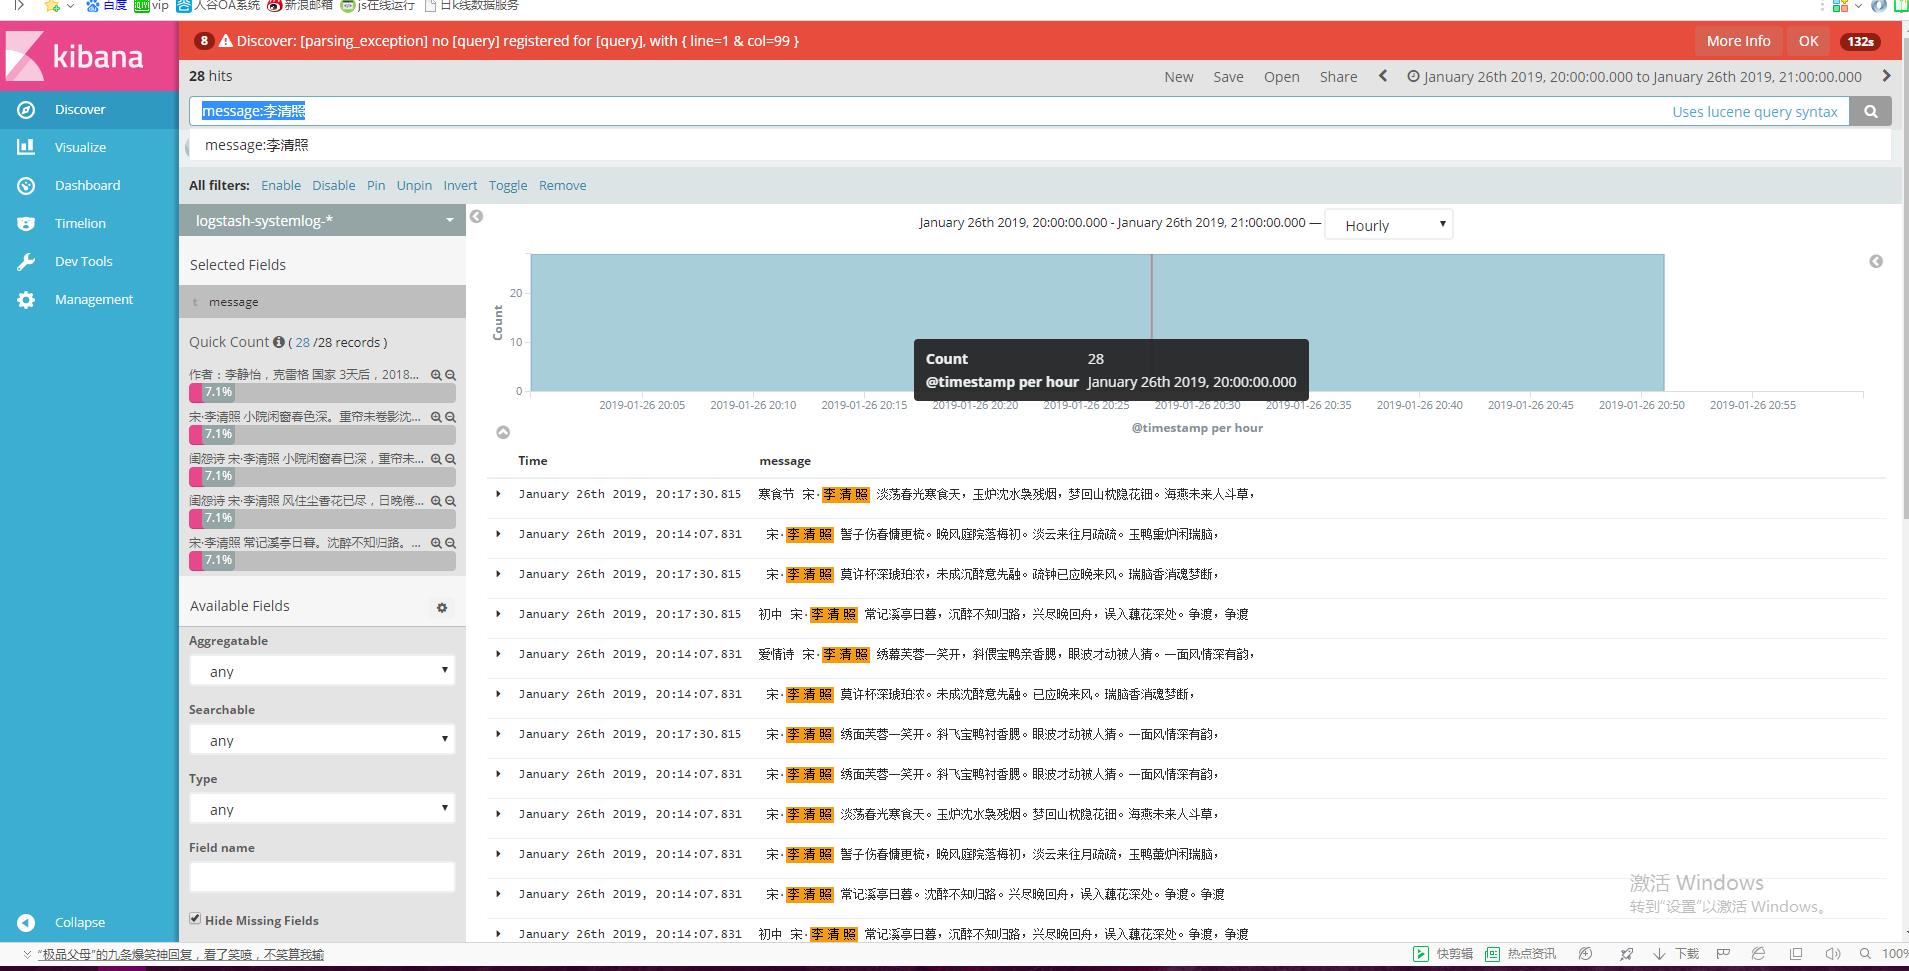 百度 vip 人谷OA系统 新浪邮箱 js在线运行 日k线数据服务
kibana
8 Discover: [parsing_exception] no [query] registered for [query], with { line=1 & col=99 }
More Info OK 132s
28 hits
New Save Open Share January 26th 2019, 20:00:00.000 to January 26th 2019, 21:00:00.000
message:李清照
Uses lucene query syntax
message:李清照
All filters: Enable Disable Pin Unpin Invert Toggle Remove
Discover
Visualize
Dashboard
Timelion
Dev Tools
Management
Collapse
logstash-systemlog-*
Selected Fields
t message
Quick Count ( 28 /28 records )
作者：李静怡，克雷格 国家 3天后，2018...
7.1%
宋·李清照 小院闲窗春色深。重帘未卷影沈...
7.1%
闺怨诗 宋·李清照 小院闲窗春已深，重帘未...
7.1%
闺怨诗 宋·李清照 风住尘香花已尽，日晚倦...
7.1%
宋·李清照 常记溪亭日暮。沈醉不知归路。...
7.1%
Available Fields
Aggregatable
any
Searchable
any
Type
any
Field name
Hide Missing Fields
January 26th 2019, 20:00:00.000 - January 26th 2019, 21:00:00.000 —
Hourly
Count
20
10
0
Count 28
@timestamp per hour January 26th 2019, 20:00:00.000
2019-01-26 20:05 2019-01-26 20:10 2019-01-26 20:15 2019-01-26 20:20 2019-01-26 20:25 2019-01-26 20:30 2019-01-26 20:35 2019-01-26 20:40 2019-01-26 20:45 2019-01-26 20:50 2019-01-26 20:55
@timestamp per hour
Time message
January 26th 2019, 20:17:30.815 寒食节 宋·李清照 淡荡春光寒食天，玉炉沈水袅残烟，梦回山枕隐花钿。海燕未来人斗草，
January 26th 2019, 20:14:07.831 宋·李清照 髻子伤春慵更梳。晚风庭院落梅初。淡云来往月疏疏。玉鸭熏炉闲瑞脑，
January 26th 2019, 20:17:30.815 宋·李清照 莫许杯深琥珀浓，未成沉醉意先融。疏钟已应晚来风。瑞脑香消魂梦断，
January 26th 2019, 20:17:30.815 初中 宋·李清照 常记溪亭日暮，沉醉不知归路，兴尽晚回舟，误入藕花深处。争渡，争渡
January 26th 2019, 20:14:07.831 爱情诗 宋·李清照 绣幕芙蓉一笑开，斜偎宝鸭亲香腮，眼波才动被人猜。一面风情深有韵，
January 26th 2019, 20:14:07.831 宋·李清照 莫许杯深琥珀浓。未成沈醉意先融。已应晚来风。瑞脑香消魂梦断，
January 26th 2019, 20:17:30.815 宋·李清照 绣面芙蓉一笑开。斜飞宝鸭衬香腮。眼波才动被人猜。一面风情深有韵，
January 26th 2019, 20:14:07.831 宋·李清照 绣面芙蓉一笑开。斜飞宝鸭衬香腮。眼波才动被人猜。一面风情深有韵，
January 26th 2019, 20:14:07.831 宋·李清照 淡荡春光寒食天。玉炉沈水袅残烟。梦回山枕隐花钿。海燕未来人斗草，
January 26th 2019, 20:14:07.831 宋·李清照 髻子伤春慵更梳，晚风庭院落梅初，淡云来往月疏疏，玉鸭薰炉闲瑞脑，
January 26th 2019, 20:14:07.831 宋·李清照 常记溪亭日暮。沈醉不知归路。兴尽晚回舟，误入藕花深处。争渡。争渡
January 26th 2019, 20:14:07.831 初中 宋·李清照 常记溪亭日暮，沉醉不知归路，兴尽晚回舟，误入藕花深处。争渡，争渡
激活 Windows
转到“设置”以激活 Windows。
“极品父母”的九条爆笑神回复，看了笑喷，不笑算我输
快剪辑 热点资讯 下载 100%